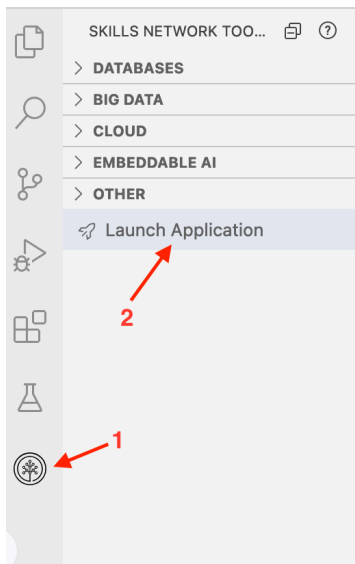 SKILLS NETWORK TOO... ?
DATABASES
BIG DATA
CLOUD
EMBEDDABLE AI
OTHER
Launch Application
2
1